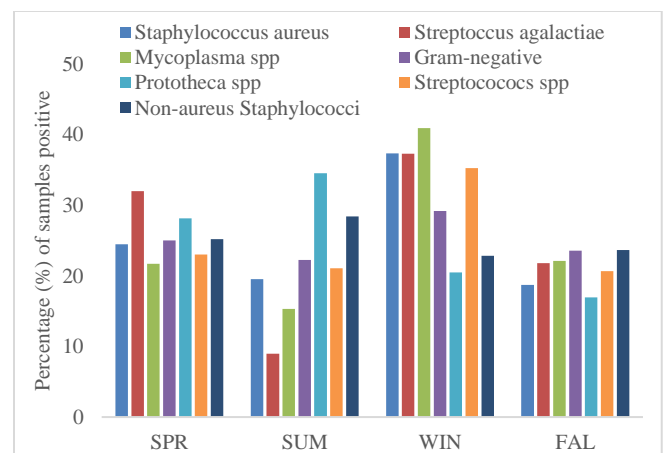 Staphylococcus aureus
Streptoccus agalactiae
Mycoplasma spp
Gram-negative
Prototheca spp
Streptococcs spp
Non-aureus Staphylococci
Percentage (%) of samples positive
50
40
30
20
10
0
SPR SUM WIN FAL